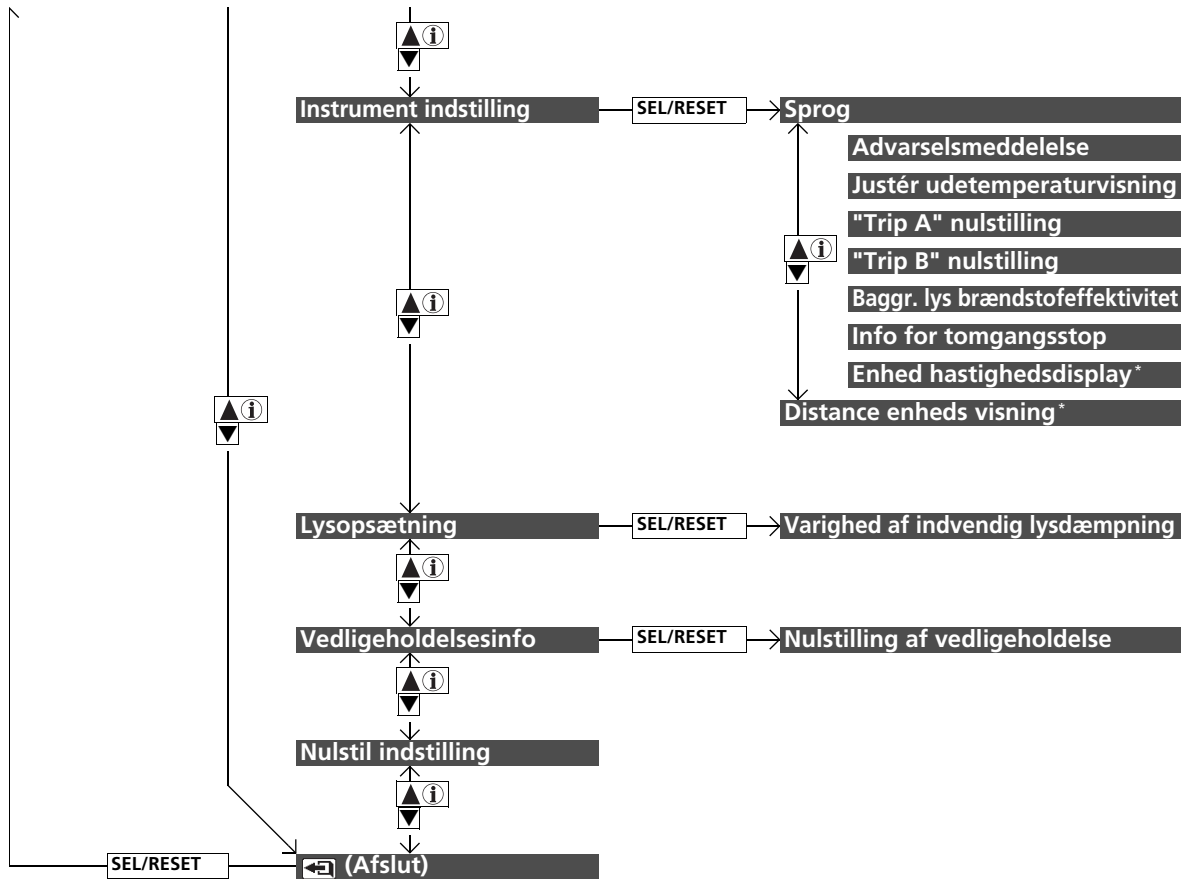 Instrument indstilling
SEL/RESET
Sprog
Advarselsmeddelelse
Justér udetemperaturvisning
"Trip A" nulstilling
"Trip B" nulstilling
Baggr. lys brændstofeffektivitet
Info for tomgangsstop
Enhed hastighedsdisplay*
Distance enheds visning*
Lysopsætning
SEL/RESET
Varighed af indvendig lysdæmpning
Vedligeholdelsesinfo
SEL/RESET
Nulstilling af vedligeholdelse
Nulstil indstilling
SEL/RESET
(Afslut)